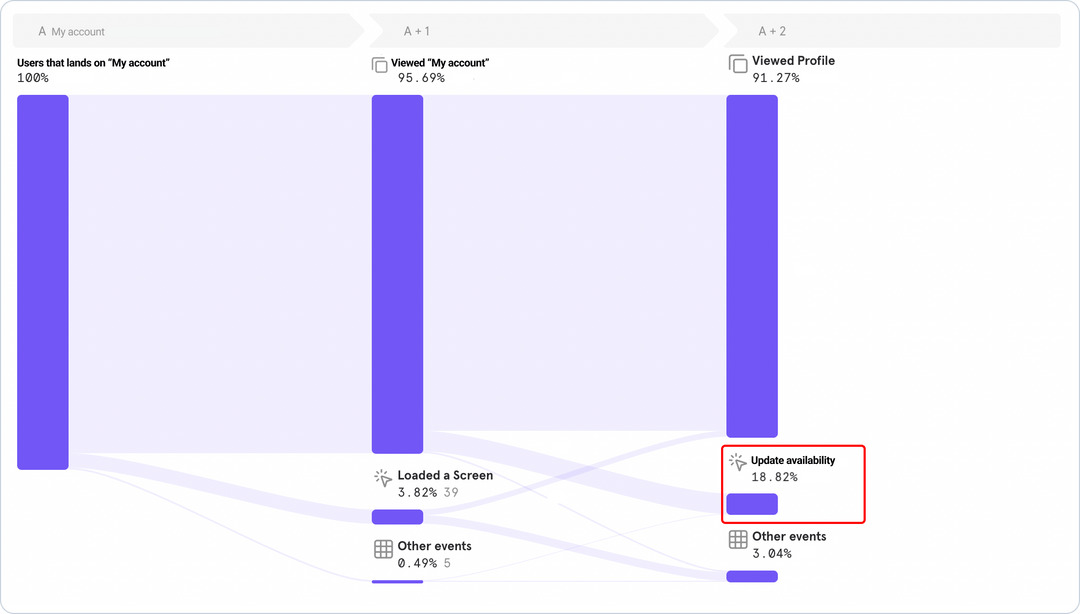 A My account
A + 1
A + 2
Users that lands on “My account”
100%
Viewed “My account”
95.69%
Viewed Profile
91.27%
Loaded a Screen
3.82% 39
Other events
0.49% 5
Update availability
18.82%
Other events
3.04%